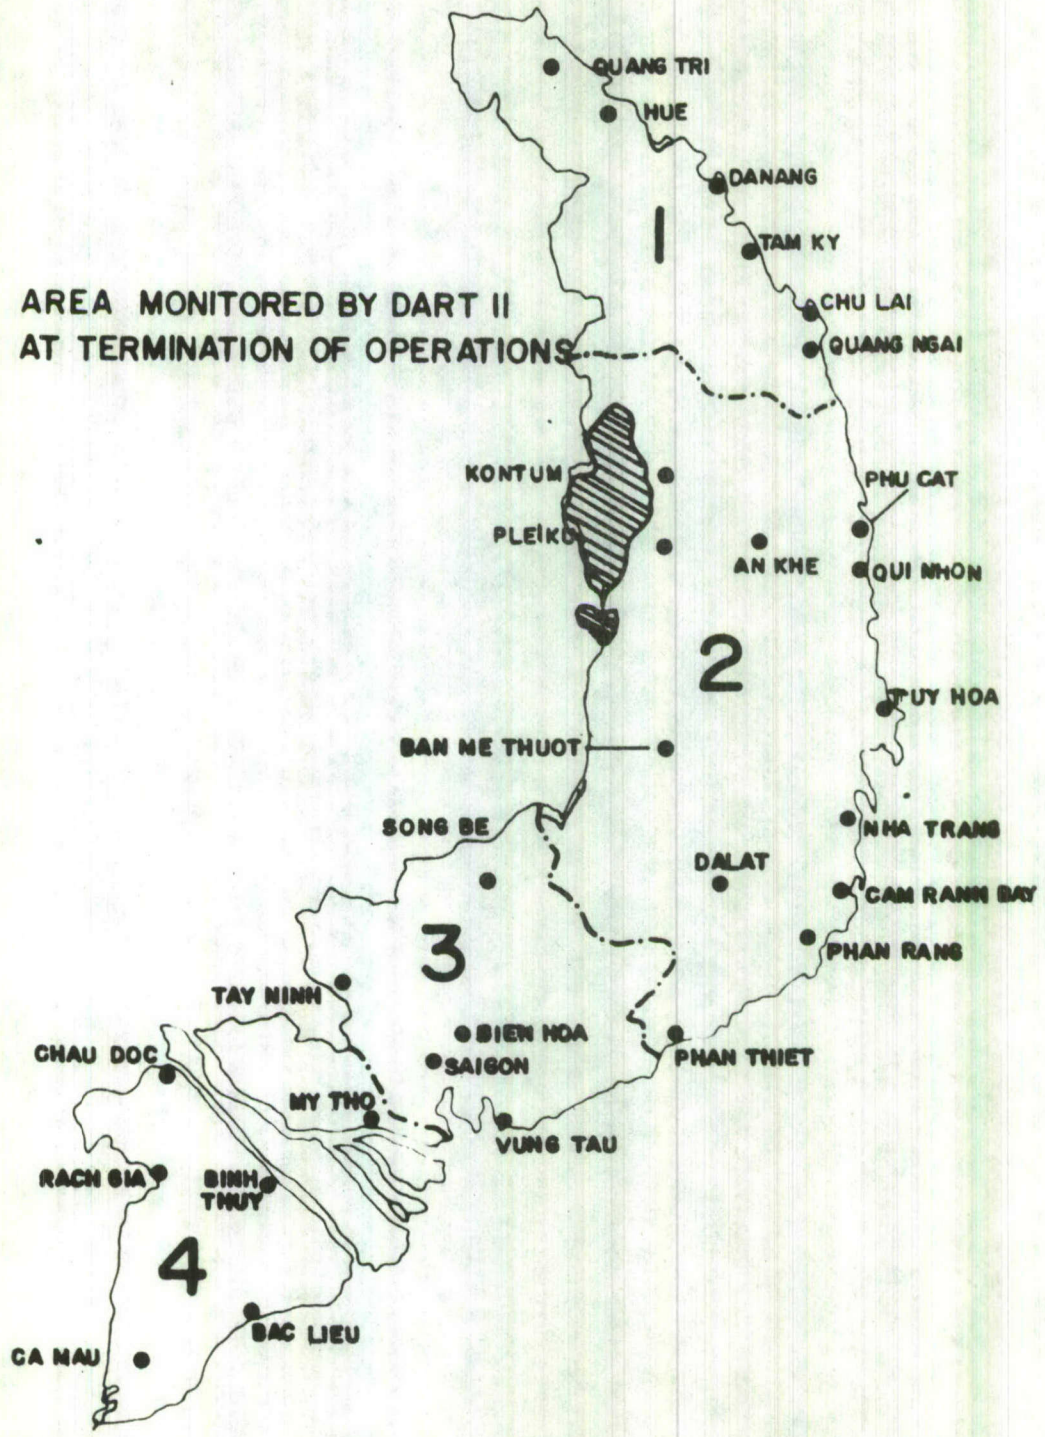 QUANG TRI
HUE
DANANG
1
TAM KY
AREA MONITORED BY DART II
AT TERMINATION OF OPERATIONS
CHU LAI
QUANG NGAI
KONTUM
PHU CAT
PLEIKU
AN KHE
QUI NHON
2
TUY HOA
BAN ME THUOT
SONG BE
NHA TRANG
DALAT
CAM RANH BAY
3
PHAN RANG
TAY NINH
BIEN HOA
CHAU DOC
SAIGON
PHAN THIET
MY THO
VUNG TAU
RACH GIA
BINH
THUY
4
BAC LIEU
CA MAU